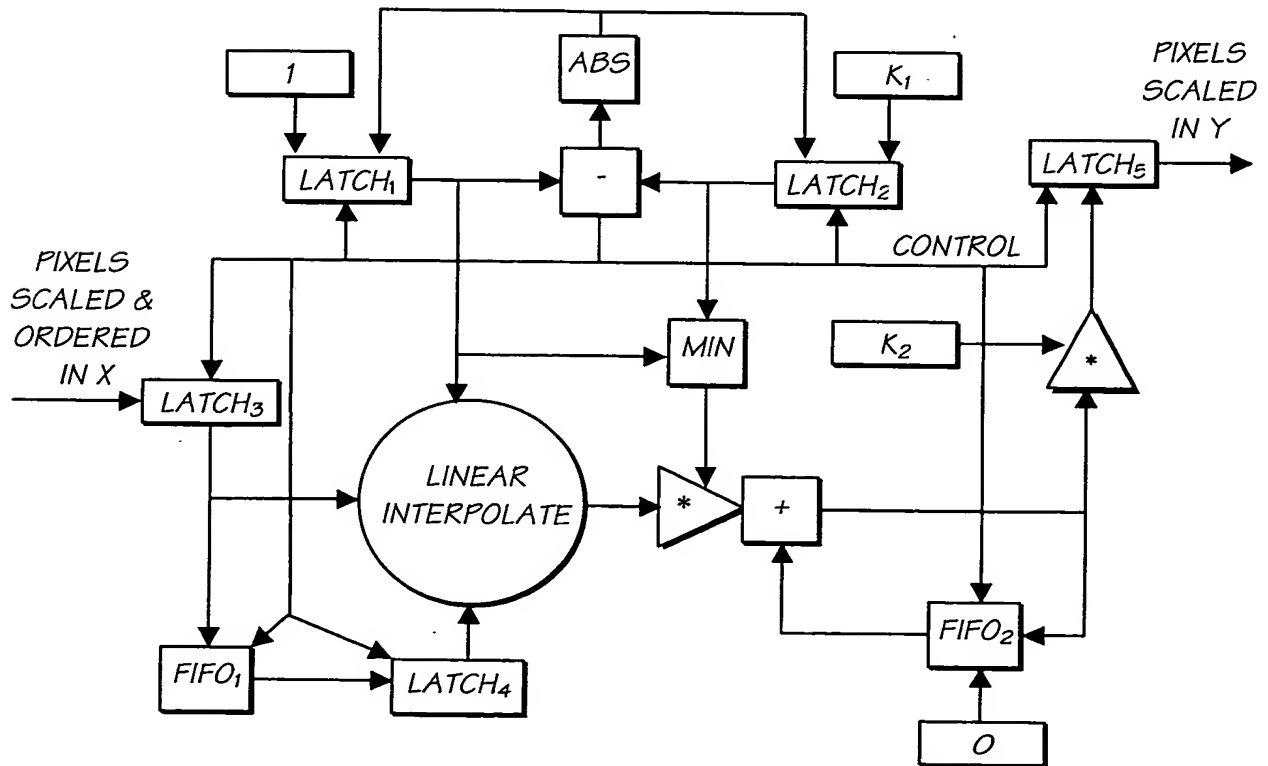 1
ABS
K₁
PIXELS
SCALED
IN Y
LATCH₁
-
LATCH₂
LATCH₅
CONTROL
PIXELS
SCALED &
ORDERED
IN X
MIN
K₂
*
LATCH₃
LINEAR
INTERPOLATE
*
+
FIFO₁
LATCH₄
FIFO₂
0